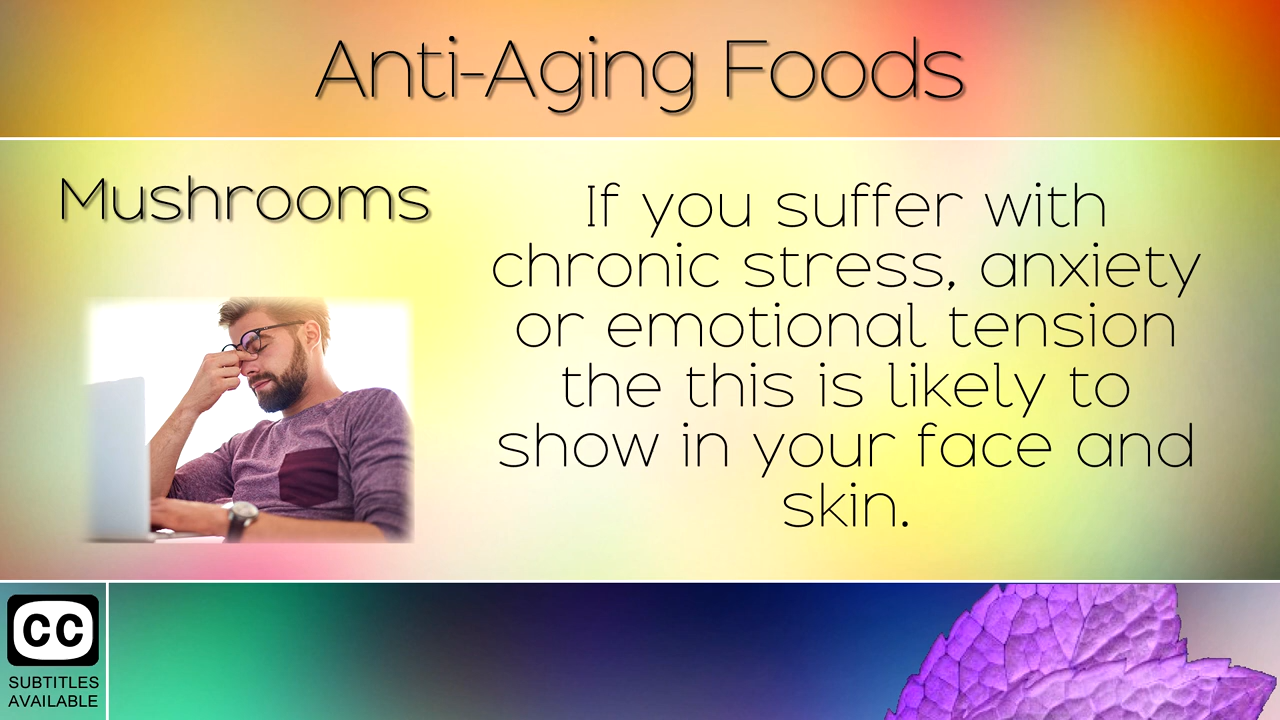 Anti-Aging Foods
Mushrooms
If you suffer with
chronic stress, anxiety
or emotional tension
the this is likely to
show in your face and
skin.
CC
SUBTITLES
AVAILABLE